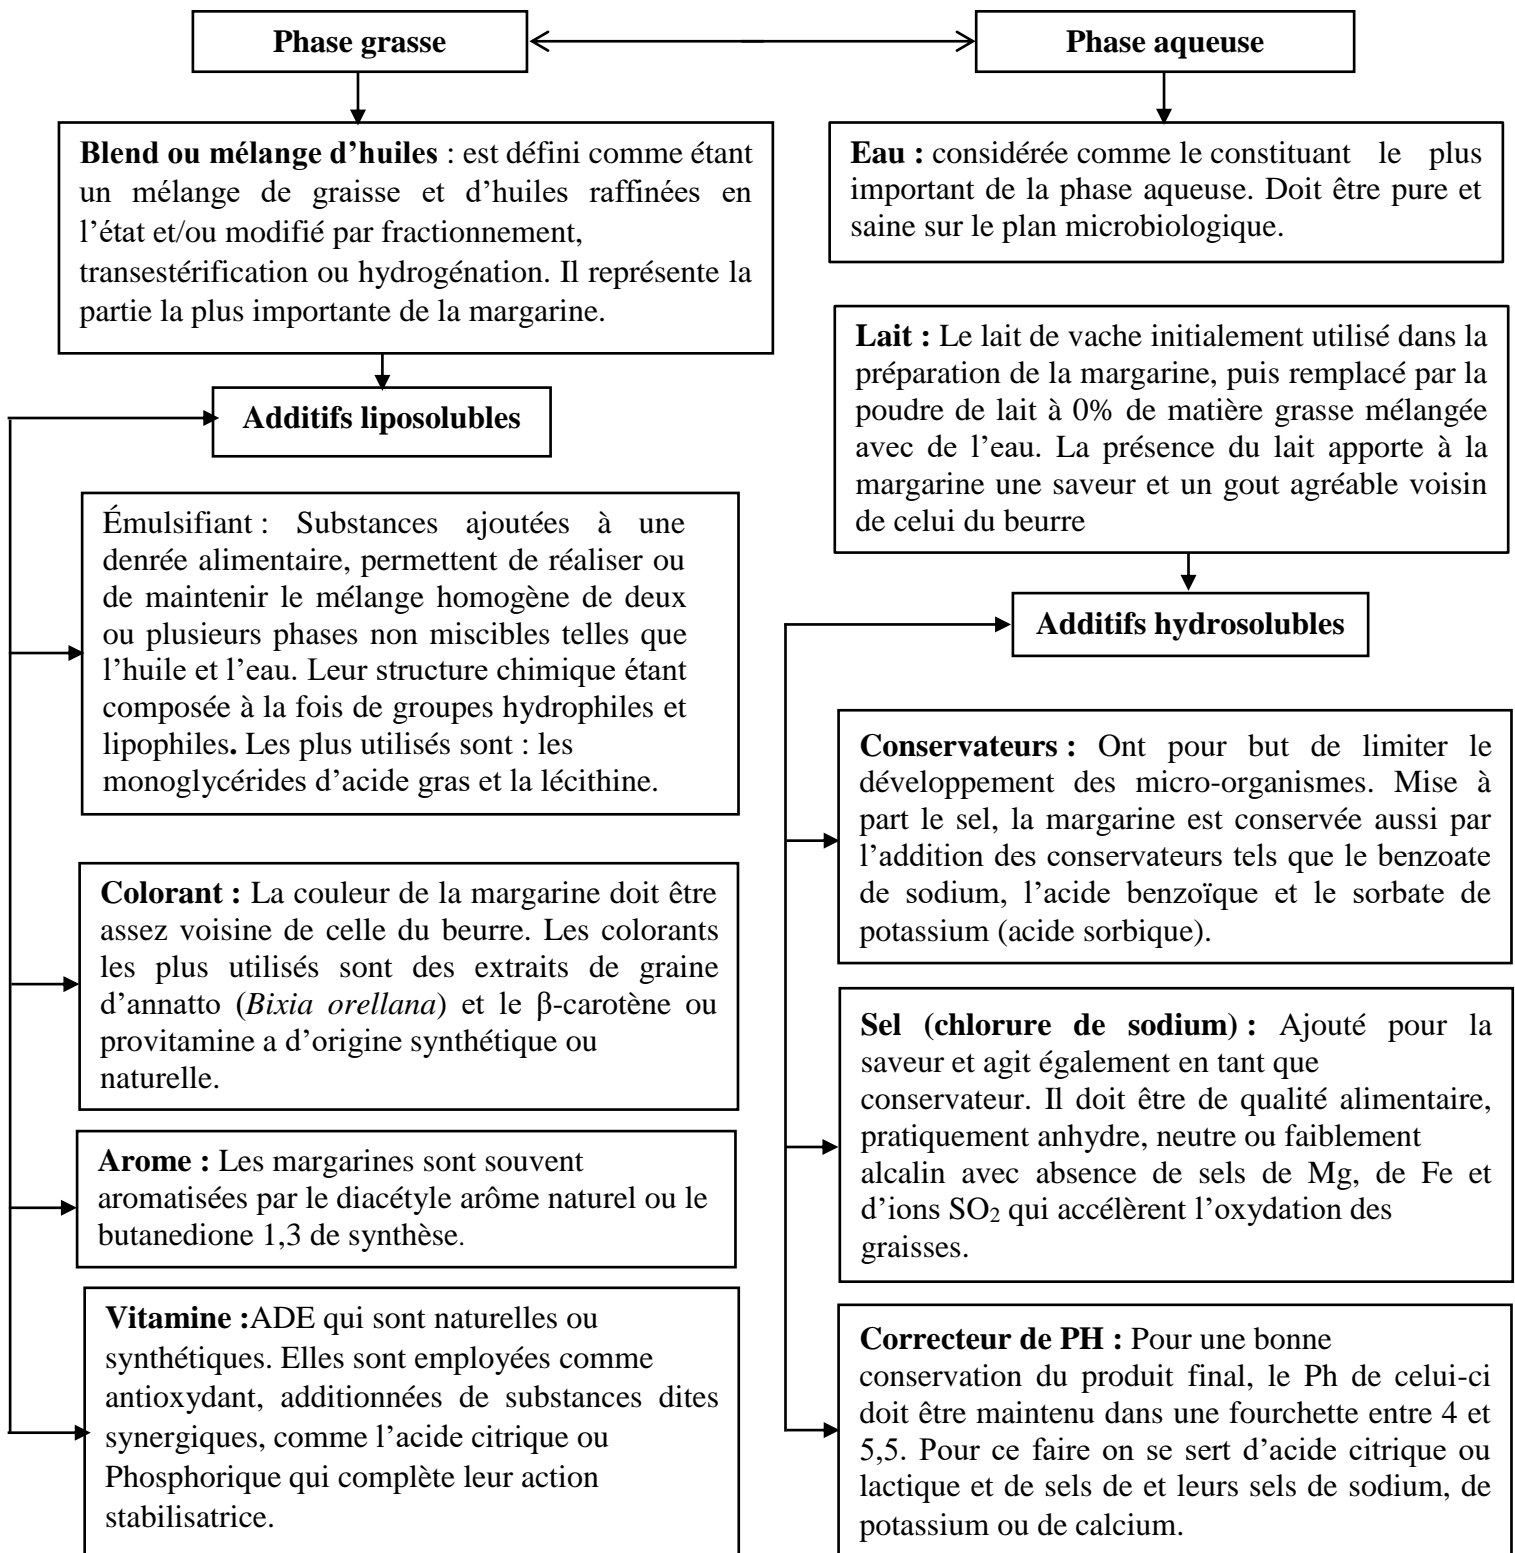 Phase grasse
Phase aqueuse
Blend ou mélange d’huiles : est défini comme étant
un mélange de graisse et d’huiles raffinées en
l’état et/ou modifié par fractionnement,
transestérification ou hydrogénation. Il représente la
partie la plus importante de la margarine.
Additifs liposolubles
Émulsifiant : Substances ajoutées à une
denrée alimentaire, permettent de réaliser ou
de maintenir le mélange homogène de deux
ou plusieurs phases non miscibles telles que
l’huile et l’eau. Leur structure chimique étant
composée à la fois de groupes hydrophiles et
lipophiles. Les plus utilisés sont : les
monoglycérides d’acide gras et la lécithine.
Colorant : La couleur de la margarine doit être
assez voisine de celle du beurre. Les colorants
les plus utilisés sont des extraits de graine
d’annatto (Bixia orellana) et le β-carotène ou
provitamine a d’origine synthétique ou
naturelle.
Arome : Les margarines sont souvent
aromatisées par le diacétyle arôme naturel ou le
butanedione 1,3 de synthèse.
Vitamine :ADE qui sont naturelles ou
synthétiques. Elles sont employées comme
antioxydant, additionnées de substances dites
synergiques, comme l’acide citrique ou
Phosphorique qui complète leur action
stabilisatrice.
Eau : considérée comme le constituant le plus
important de la phase aqueuse. Doit être pure et
saine sur le plan microbiologique.
Lait : Le lait de vache initialement utilisé dans la
préparation de la margarine, puis remplacé par la
poudre de lait à 0% de matière grasse mélangée
avec de l’eau. La présence du lait apporte à la
margarine une saveur et un gout agréable voisin
de celui du beurre
Additifs hydrosolubles
Conservateurs : Ont pour but de limiter le
développement des micro-organismes. Mise à
part le sel, la margarine est conservée aussi par
l’addition des conservateurs tels que le benzoate
de sodium, l’acide benzoïque et le sorbate de
potassium (acide sorbique).
Sel (chlorure de sodium) : Ajouté pour la
saveur et agit également en tant que
conservateur. Il doit être de qualité alimentaire,
pratiquement anhydre, neutre ou faiblement
alcalin avec absence de sels de Mg, de Fe et
d’ions SO₂ qui accélèrent l’oxydation des
graisses.
Correcteur de PH : Pour une bonne
conservation du produit final, le Ph de celui-ci
doit être maintenu dans une fourchette entre 4 et
5,5. Pour ce faire on se sert d’acide citrique ou
lactique et de sels de et leurs sels de sodium, de
potassium ou de calcium.